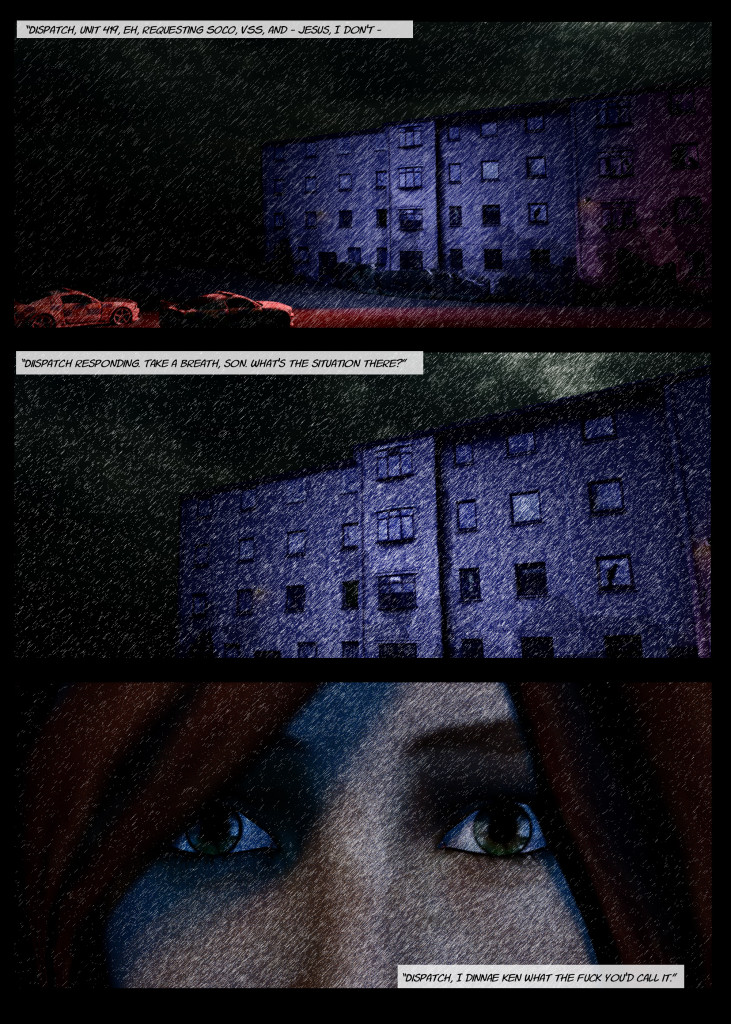 "DISPATCH, UNIT 419, EH, REQUESTING SOCO, VSS, AND - JESUS, I DON'T -
"DIISPATCH RESPONDING. TAKE A BREATH, SON. WHAT'S THE SITUATION THERE?"
"DISPATCH, I DINNAE KEN WHAT THE FUCK YOU'D CALL IT."